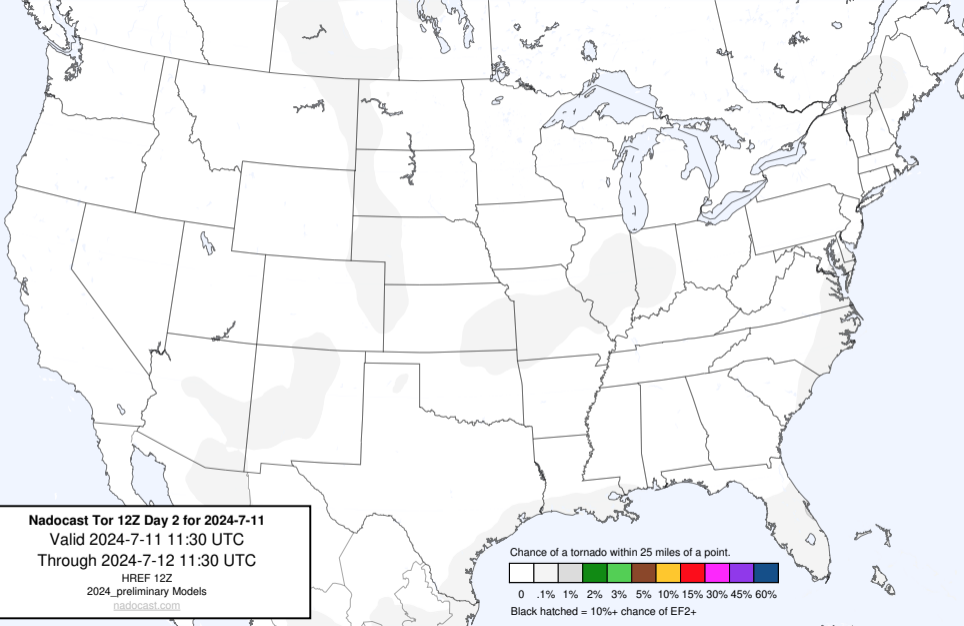 Nadocast Tor 12Z Day 2 for 2024-7-11
Valid 2024-7-11 11:30 UTC
Through 2024-7-12 11:30 UTC
HREF 12Z
2024_preliminary Models
nadocast.com
Chance of a tornado within 25 miles of a point.
0 .1% 1% 2% 3% 5% 10% 15% 30% 45% 60%
Black hatched = 10%+ chance of EF2+